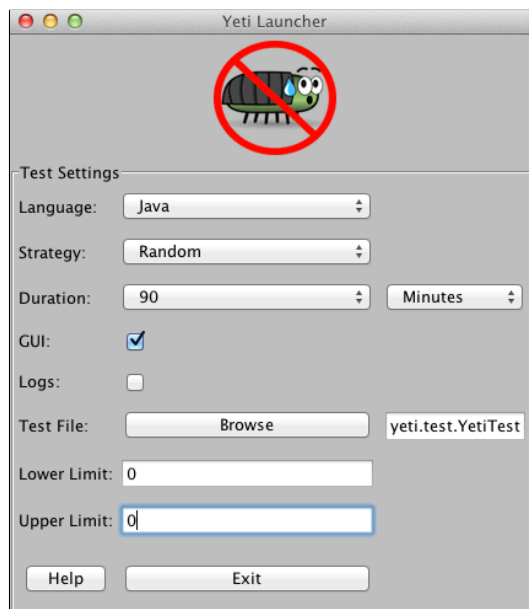 Yeti Launcher
Test Settings
Language: Java
Strategy: Random
Duration: 90 Minutes
GUI:
Logs:
Test File: Browse yeti.test.YetiTest
Lower Limit: 0
Upper Limit: 0
Help Exit